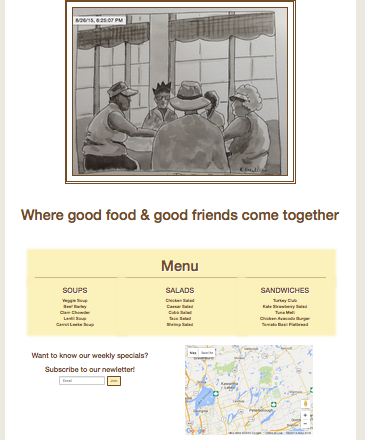 8/26/15, 6:25:07 PM
Where good food & good friends come together
Menu
SOUPS
Veggie Soup
Beef Barley
Clam Chowder
Lentil Soup
Carrot Leeke Soup
SALADS
Chicken Salad
Caesar Salad
Cobb Salad
Taco Salad
Shrimp Salad
SANDWICHES
Turkey Club
Kate Strawberry Salad
Tuna Melt
Chicken Avocado Burger
Tomato Basil Flatbread
Want to know our weekly specials?
Subscribe to our newletter!
Email
Join
Map
Satellite
Peterborough
Google